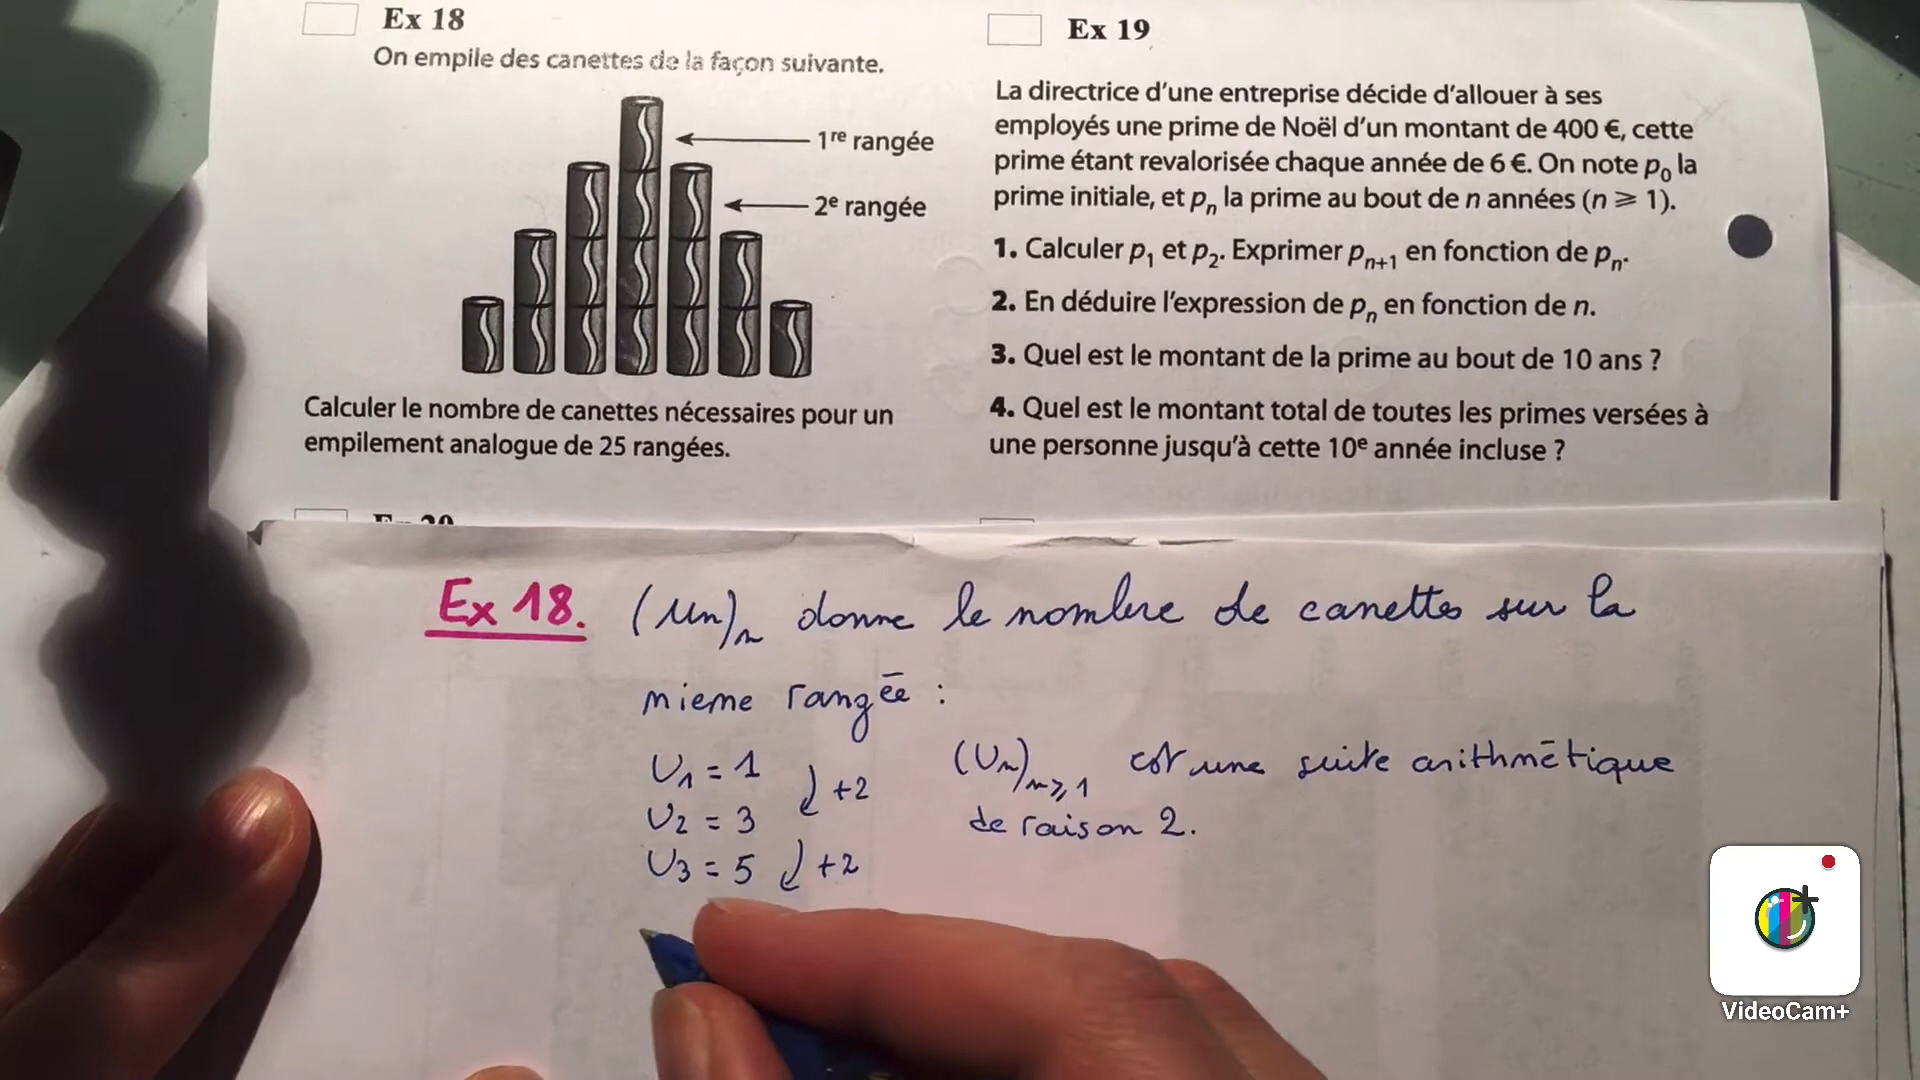 Ex 18
On empile des canettes de la façon suivante.
1re rangée
2e rangée
Calculer le nombre de canettes nécessaires pour un
empilement analogue de 25 rangées.
Ex 19
La directrice d'une entreprise décide d'allouer à ses
employés une prime de Noël d'un montant de 400 €, cette
prime étant revalorisée chaque année de 6 €. On note p0 la
prime initiale, et pn la prime au bout de n années (n ⩾ 1).
1. Calculer p1 et p2. Exprimer pn+1 en fonction de pn.
2. En déduire l'expression de pn en fonction de n.
3. Quel est le montant de la prime au bout de 10 ans ?
4. Quel est le montant total de toutes les primes versées à
une personne jusqu'à cette 10e année incluse ?
Ex 18. (Un)n donne le nombre de canettes sur la
nieme rangée :
U1 = 1
+2
U2 = 3
U3 = 5
+2
(Un)n⩾1 est une suite arithmétique
de raison 2.
VideoCam+